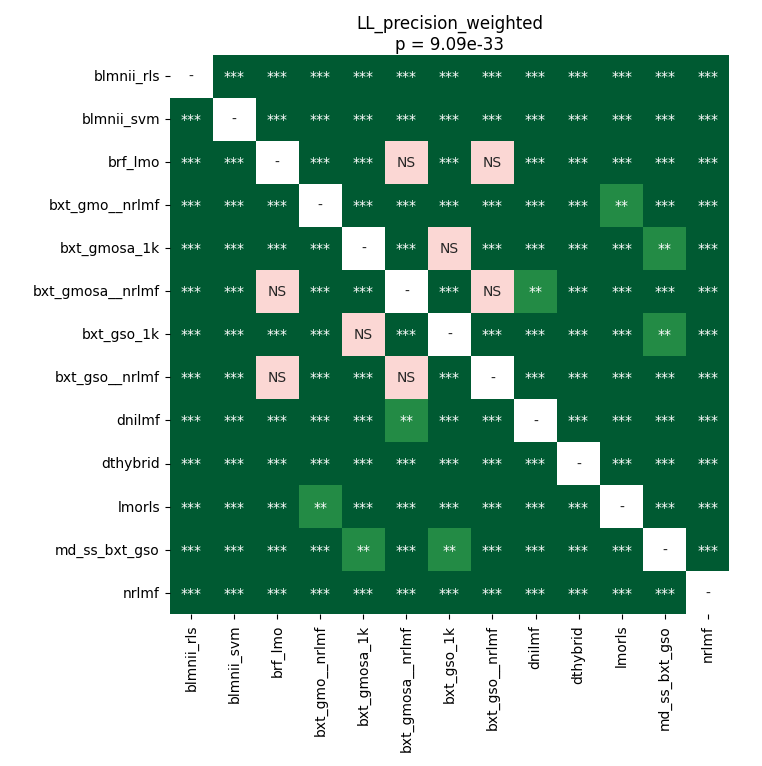 LL_precision_weighted
p = 9.09e-33
blmnii_rls - *** *** *** *** *** *** *** *** *** *** *** ***
blmnii_svm *** - *** *** *** *** *** *** *** *** *** *** ***
brf_lmo *** *** - *** *** NS *** NS *** *** *** *** ***
bxt_gmo__nrlmf *** *** *** - *** *** *** *** *** *** ** *** ***
bxt_gmosa_1k *** *** *** *** - *** NS *** *** *** *** ** ***
bxt_gmosa__nrlmf *** *** NS *** *** - *** NS ** *** *** *** ***
bxt_gso_1k *** *** *** *** NS *** - *** *** *** *** ** ***
bxt_gso__nrlmf *** *** NS *** *** NS *** - *** *** *** *** ***
dnilmf *** *** *** *** *** ** *** *** - *** *** *** ***
dthybrid *** *** *** *** *** *** *** *** *** - *** *** ***
lmorls *** *** *** ** *** *** *** *** *** *** - *** ***
md_ss_bxt_gso *** *** *** *** ** *** ** *** *** *** *** - ***
nrlmf *** *** *** *** *** *** *** *** *** *** *** *** -
blmnii_rls
blmnii_svm
brf_lmo
bxt_gmo__nrlmf
bxt_gmosa_1k
bxt_gmosa__nrlmf
bxt_gso_1k
bxt_gso__nrlmf
dnilmf
dthybrid
lmorls
md_ss_bxt_gso
nrlmf